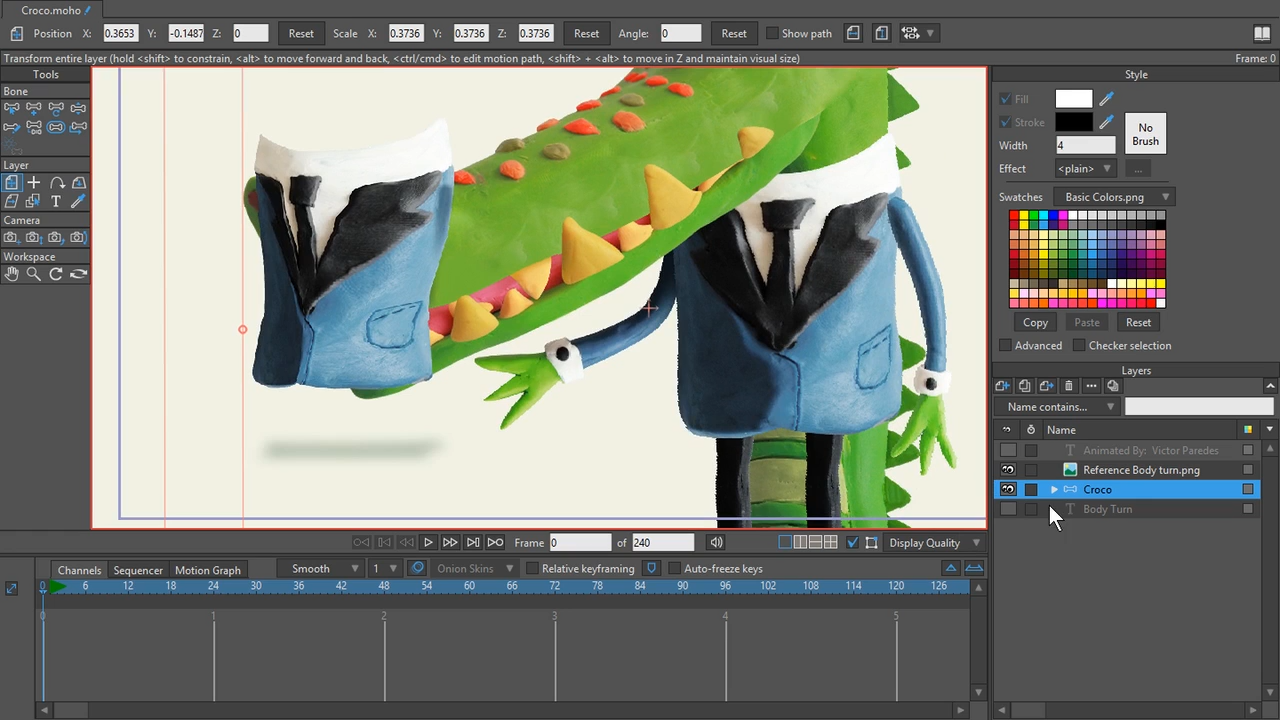 Croco.moho
Position X: 0.3653 Y: -0.1487 Z: 0 Reset Scale X: 0.3736 Y: 0.3736 Z: 0.3736 Reset Angle: 0 Reset Show path
Transform entire layer (hold <shift> to constrain, <alt> to move forward and back, <ctrl/cmd> to edit motion path, <shift> + <alt> to move in Z and maintain visual size) Frame: 0
Tools
Bone
Layer
T
Camera
Workspace
Style
Fill
Stroke
No
Brush
Width 4
Effect <plain> ...
Swatches Basic Colors.png
Copy Paste Reset
Advanced Checker selection
Layers
Name contains...
Name
T Animated By: Victor Paredes
Reference Body turn.png
Croco
T Body Turn
Frame 0 of 240 Display Quality
Channels Sequencer Motion Graph Smooth 1 Onion Skins Relative keyframing Auto-freeze keys
0 6 12 18 24 30 36 42 48 54 60 66 72 78 84 90 96 102 108 114 120 126
0 1 2 3 4 5